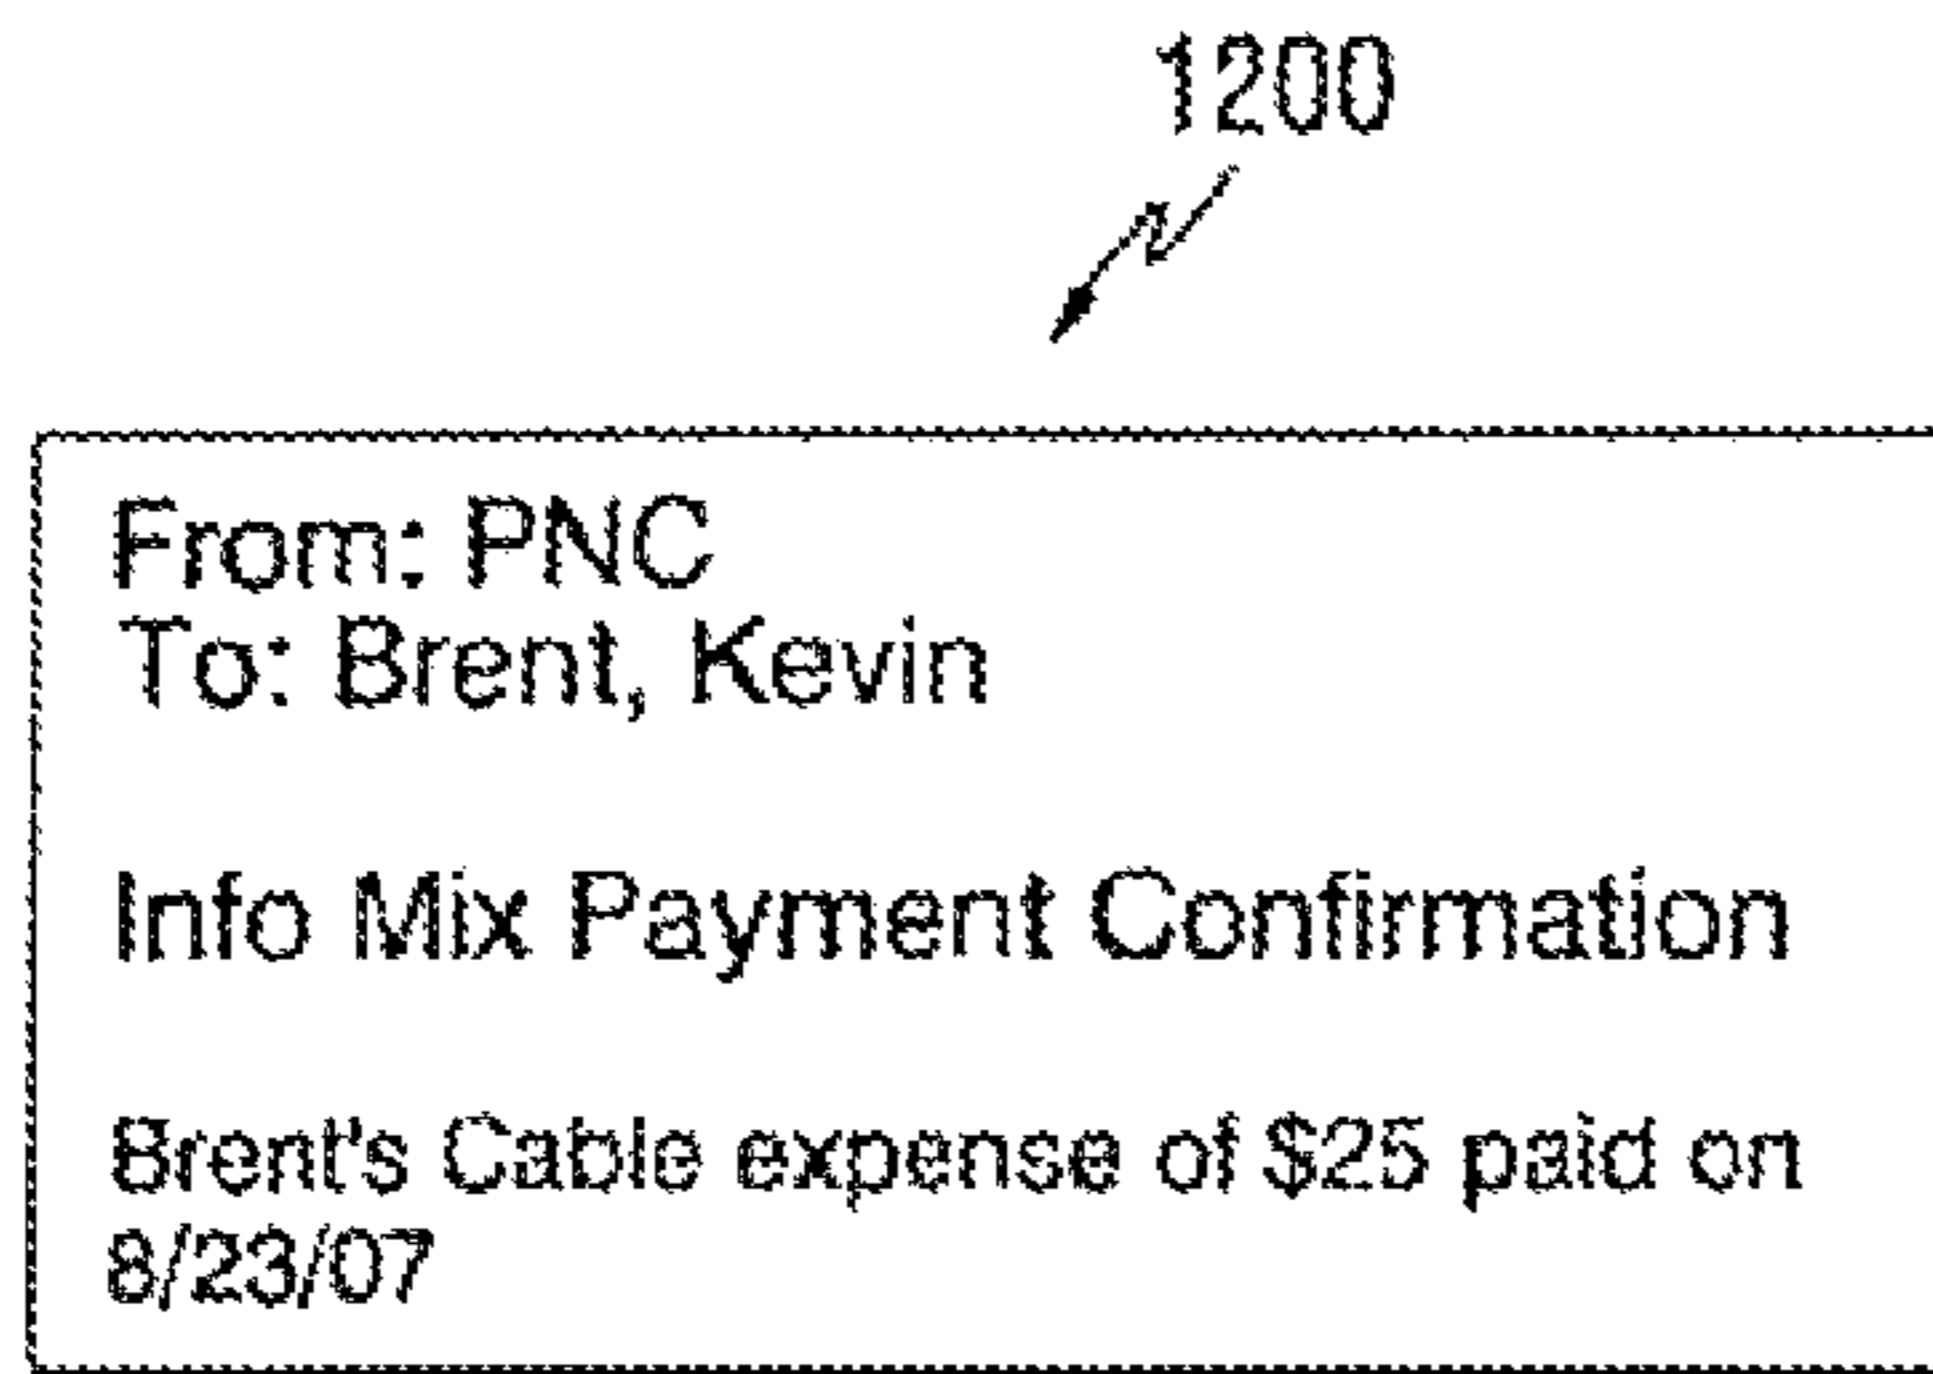 1200
From: PNC
To: Brent, Kevin
Info Mix Payment Confirmation
Brent's Cable expense of $25 paid on
8/23/07